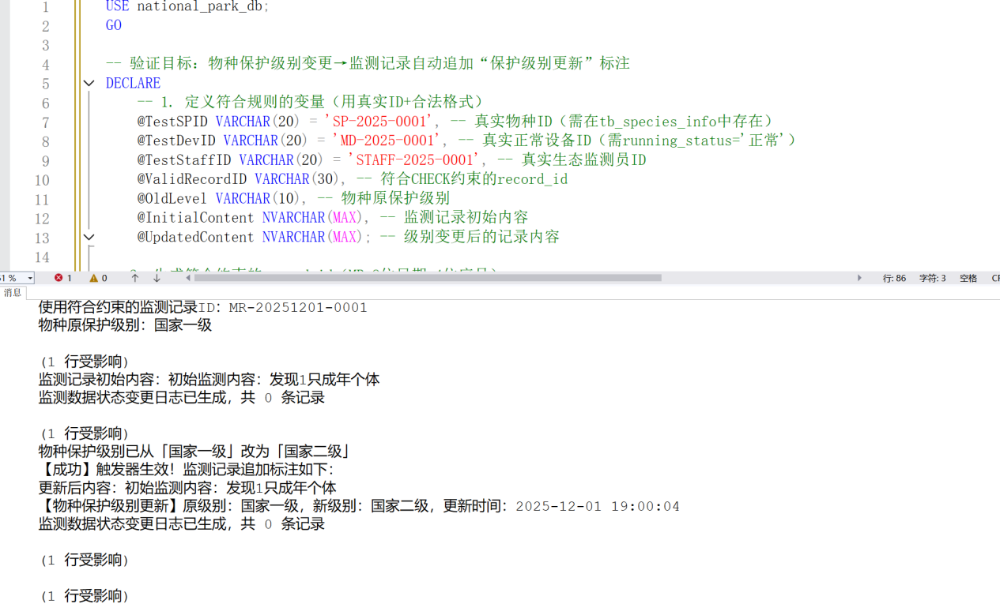 1 USE national_park_db;
2 GO
3
4 -- 验证目标：物种保护级别变更→监测记录自动追加“保护级别更新”标注
5 DECLARE
6 -- 1. 定义符合规则的变量（用真实ID+合法格式）
7 @TestSPID VARCHAR(20) = 'SP-2025-0001', -- 真实物种ID（需在tb_species_info中存在）
8 @TestDevID VARCHAR(20) = 'MD-2025-0001', -- 真实正常设备ID（需running_status='正常'）
9 @TestStaffID VARCHAR(20) = 'STAFF-2025-0001', -- 真实生态监测员ID
10 @ValidRecordID VARCHAR(30), -- 符合CHECK约束的record_id
11 @OldLevel VARCHAR(10), -- 物种原保护级别
12 @InitialContent NVARCHAR(MAX), -- 监测记录初始内容
13 @UpdatedContent NVARCHAR(MAX); -- 级别变更后的记录内容
14
51 % 1 0 行: 86 字符: 3 空格
消息
使用符合约束的监测记录ID：MR-20251201-0001
物种原保护级别：国家一级
(1 行受影响)
监测记录初始内容：初始监测内容：发现1只成年个体
监测数据状态变更日志已生成，共 0 条记录
(1 行受影响)
物种保护级别已从「国家一级」改为「国家二级」
【成功】触发器生效！监测记录追加标注如下：
更新后内容：初始监测内容：发现1只成年个体
【物种保护级别更新】原级别：国家一级，新级别：国家二级，更新时间：2025-12-01 19:00:04
监测数据状态变更日志已生成，共 0 条记录
(1 行受影响)
(1 行受影响)